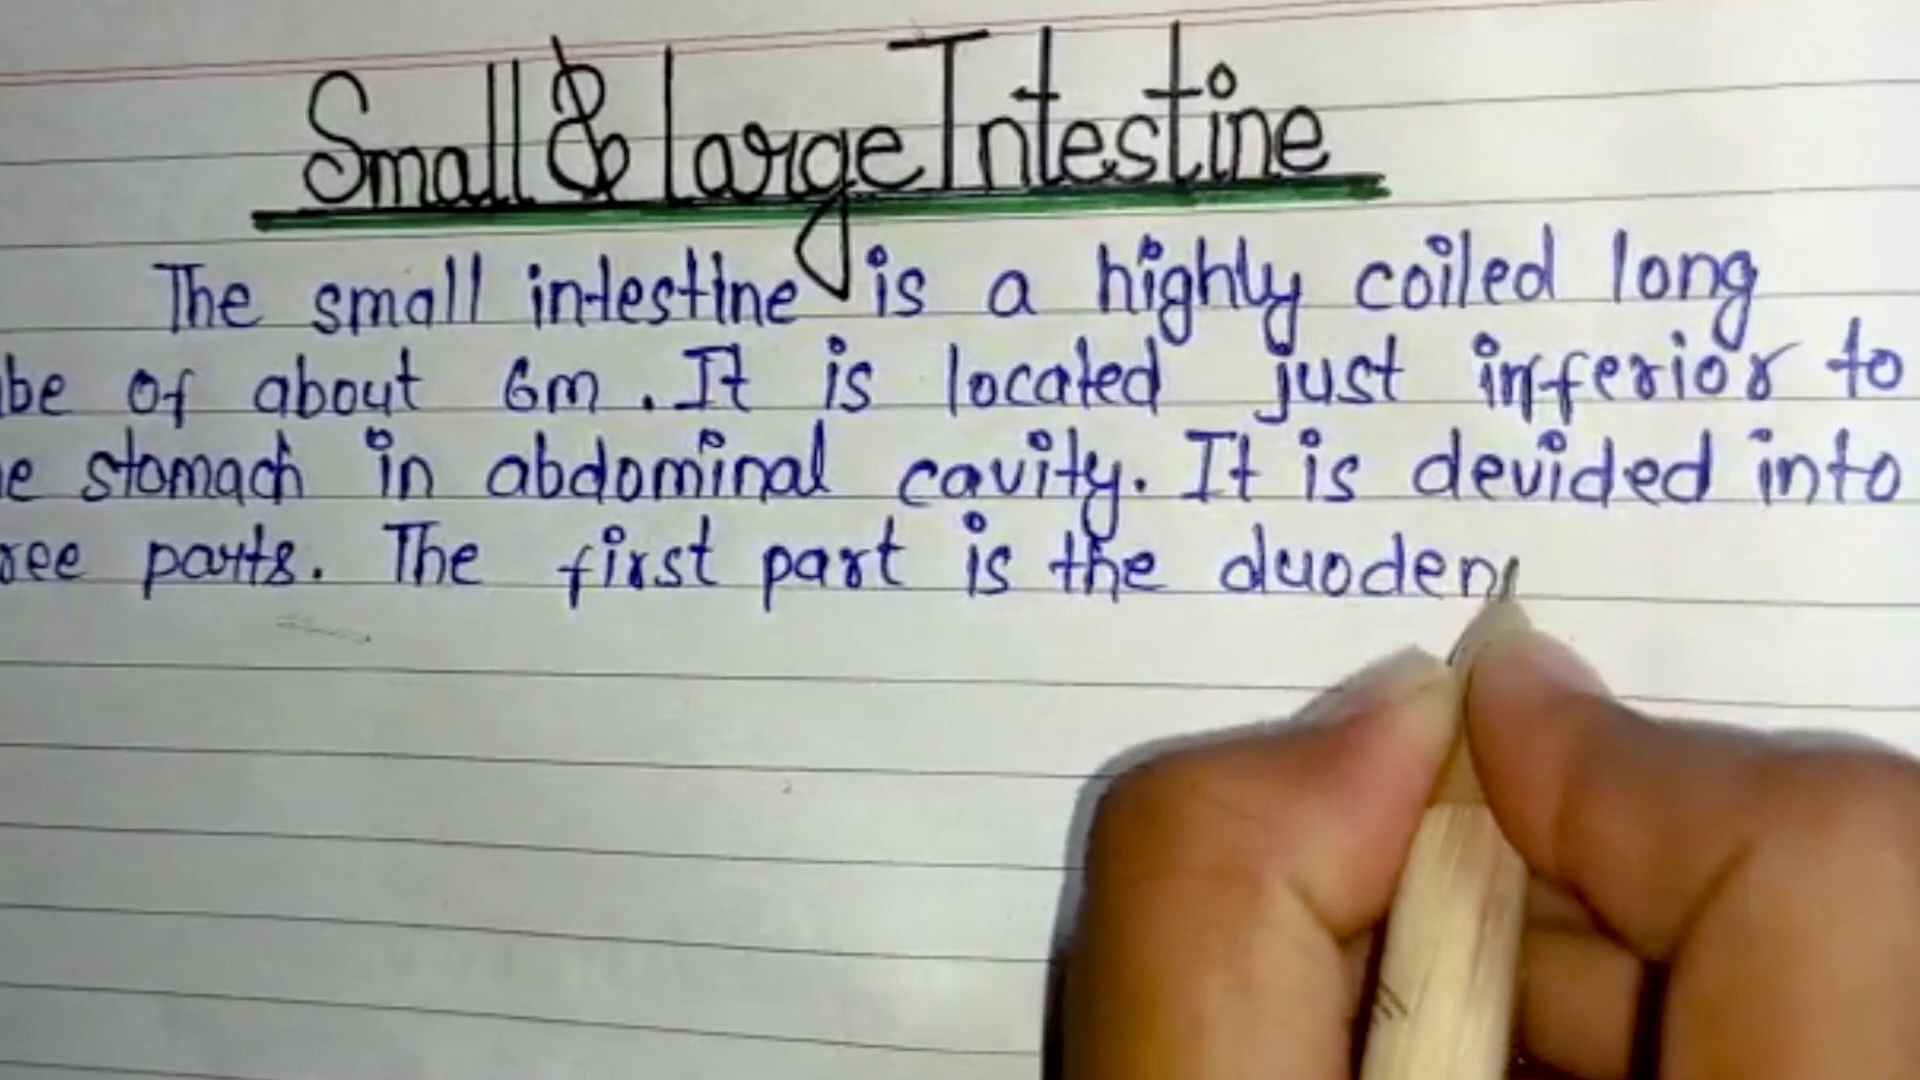 Small & large Intestine
The small intestine is a highly coiled long
be of about 6m. It is located just inferior to
e stomach in abdominal cavity. It is devided into
ree parts. The first part is the duoden